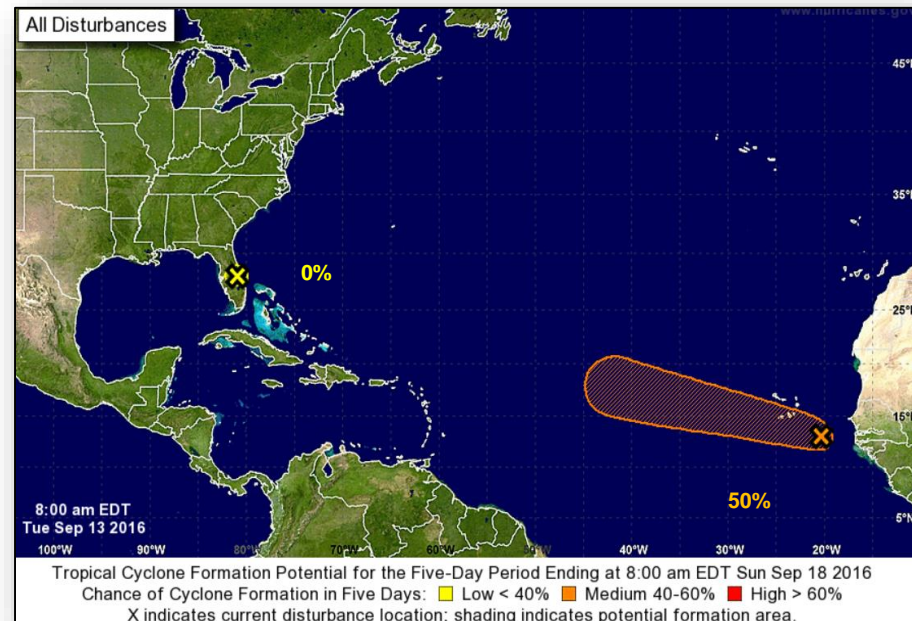 All Disturbances
www.hurricanes.gov
45°N
35°N
0%
25°N
15°N
50%
8:00 am EDT
Tue Sep 13 2016
5°N
100°W 90°W 80°W 70°W 60°W 40°W 30°W 20°W
Tropical Cyclone Formation Potential for the Five-Day Period Ending at 8:00 am EDT Sun Sep 18 2016
Chance of Cyclone Formation in Five Days: Low < 40% Medium 40-60% High > 60%
X indicates current disturbance location; shading indicates potential formation area.